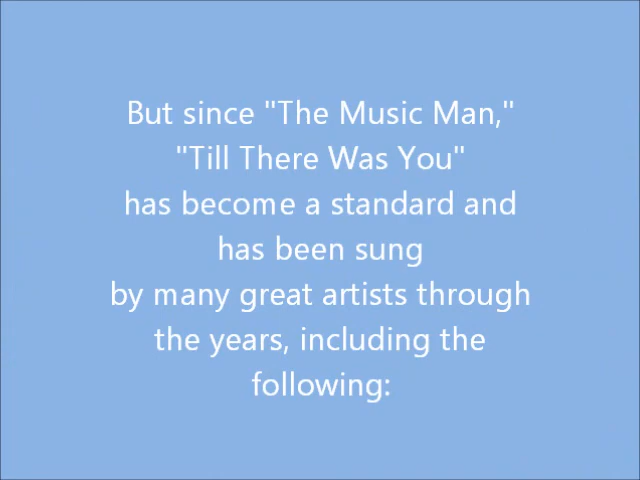 But since "The Music Man,"
"Till There Was You"
has become a standard and
has been sung
by many great artists through
the years, including the
following: